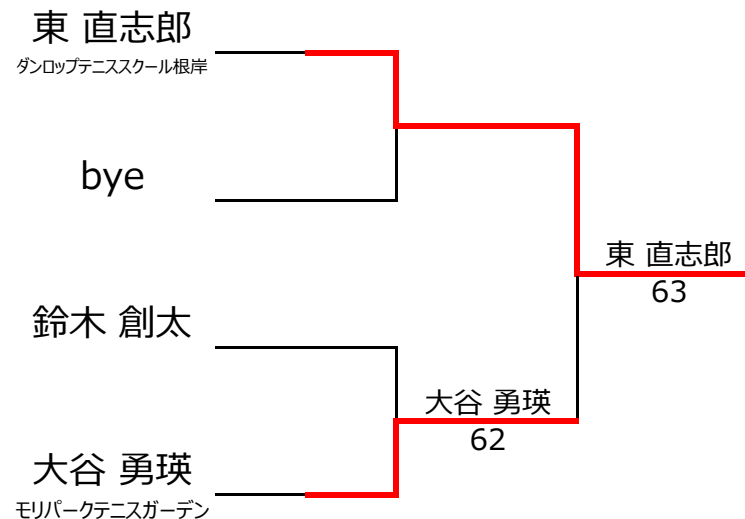 東 直志郎
ダンロップテニススクール根岸
bye
東 直志郎
63
鈴木 創太
大谷 勇瑛
62
大谷 勇瑛
モリパークテニスガーデン